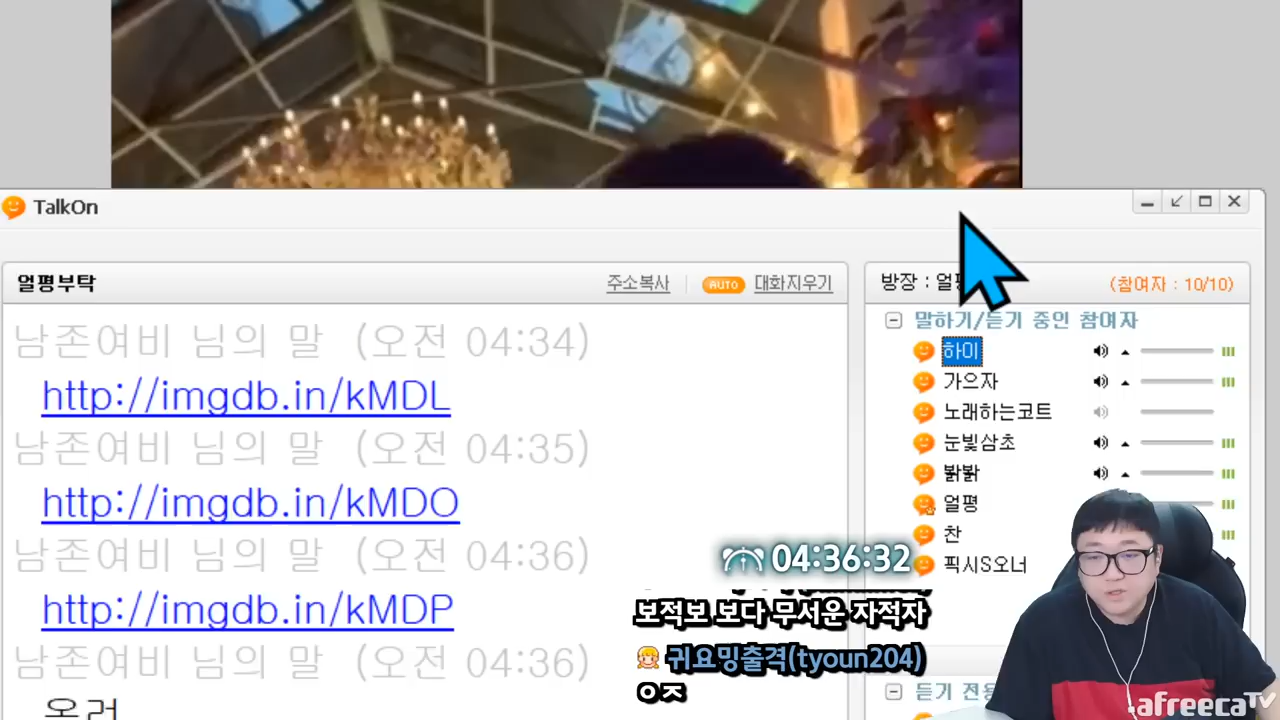 TalkOn
얼평부탁
주소복사
AUTO
대화지우기
방장 : 얼
(참여자 : 10/10)
남존여비 님의 말 (오전 04:34)
http://imgdb.in/kMDL
남존여비 님의 말 (오전 04:35)
http://imgdb.in/kMDO
남존여비 님의 말 (오전 04:36)
http://imgdb.in/kMDP
남존여비 님의 말 (오전 04:36)
말하기/듣기 중인 참여자
하이
가으자
노래하는코트
눈빛삼초
봙봙
얼평
찬
픽시S오너
듣기 전용
04:36:32
보적보 보다 무서운 자적자
귀요밍출격(tyoun204)
ㅇㅈ
afreecaTV